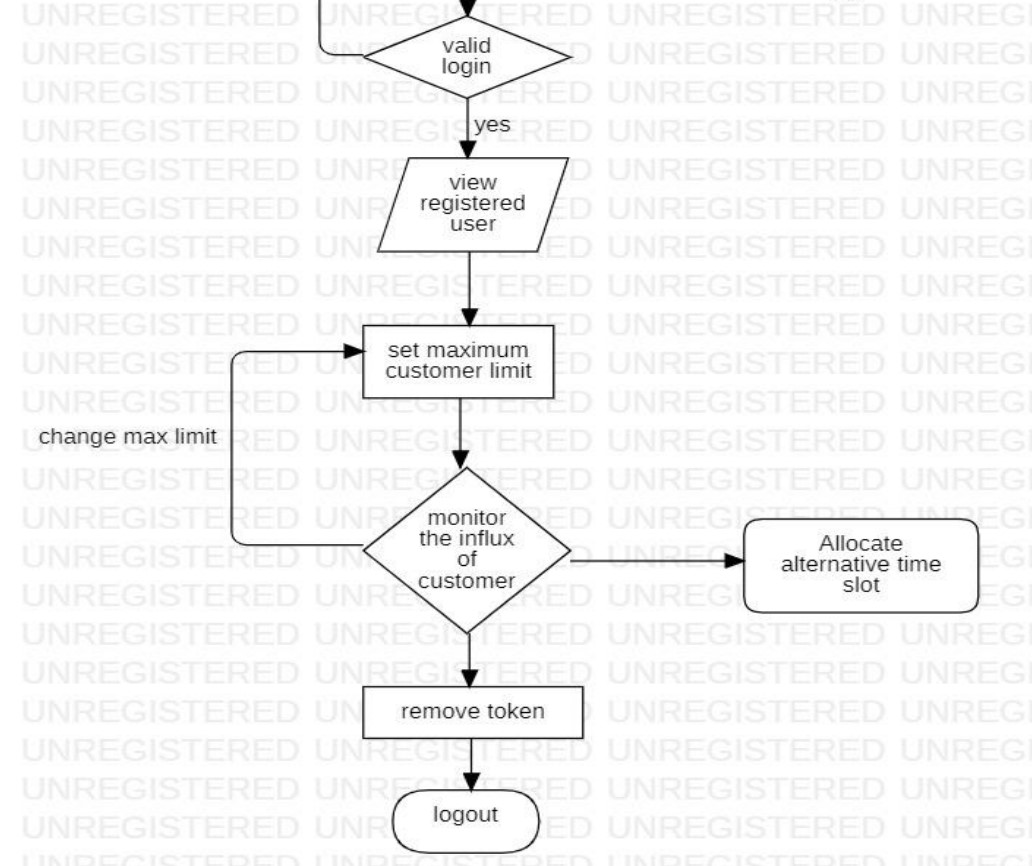 valid
login
yes
view
registered
user
set maximum
customer limit
change max limit
monitor
the influx
of
customer
Allocate
alternative time
slot
remove token
logout
UNREGISTERED